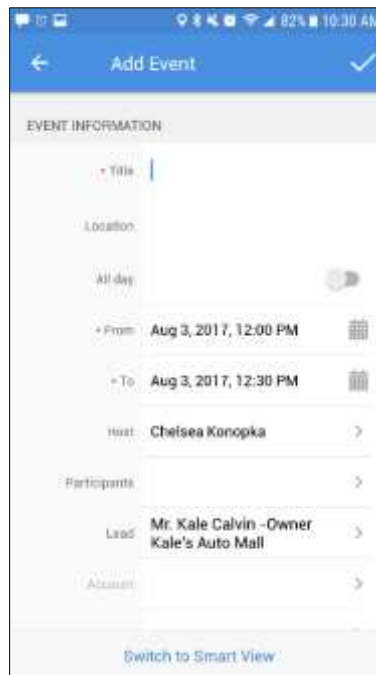 82% 10:30 AM
Add Event
EVENT INFORMATION
• Title
Location
All day
• From Aug 3, 2017, 12:00 PM
• To Aug 3, 2017, 12:30 PM
Host Chelsea Konopka
Participants
Lead Mr. Kale Calvin -Owner
Kale's Auto Mall
Account
Switch to Smart View